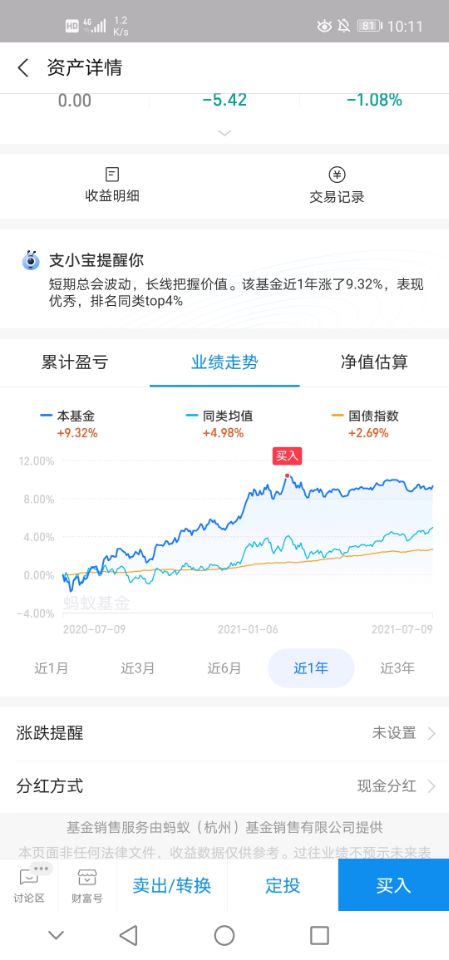 HD 4G 1.2 K/s 81 10:11
资产详情
0.00 -5.42 -1.08%
收益明细 交易记录
支小宝提醒你
短期总会波动，长线把握价值。该基金近1年涨了9.32%，表现
优秀，排名同类top4%
累计盈亏 业绩走势 净值估算
本基金 同类均值 国债指数
+9.32% +4.98% +2.69%
买入
12.00%
8.00%
4.00%
0.00%
-4.00%
蚂蚁基金
2020-07-09 2021-01-06 2021-07-09
近1月 近3月 近6月 近1年 近3年
涨跌提醒 未设置
分红方式 现金分红
基金销售服务由蚂蚁（杭州）基金销售有限公司提供
本页面非任何法律文件，收益数据仅供参考。过往业绩不预示未来表
讨论区 财富号 卖出/转换 定投 买入